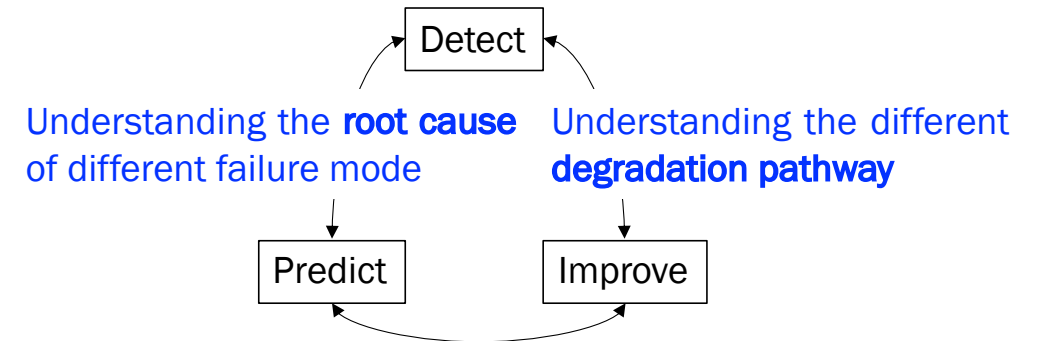 Detect
Understanding the root cause
of different failure mode
Understanding the different
degradation pathway
Predict
Improve